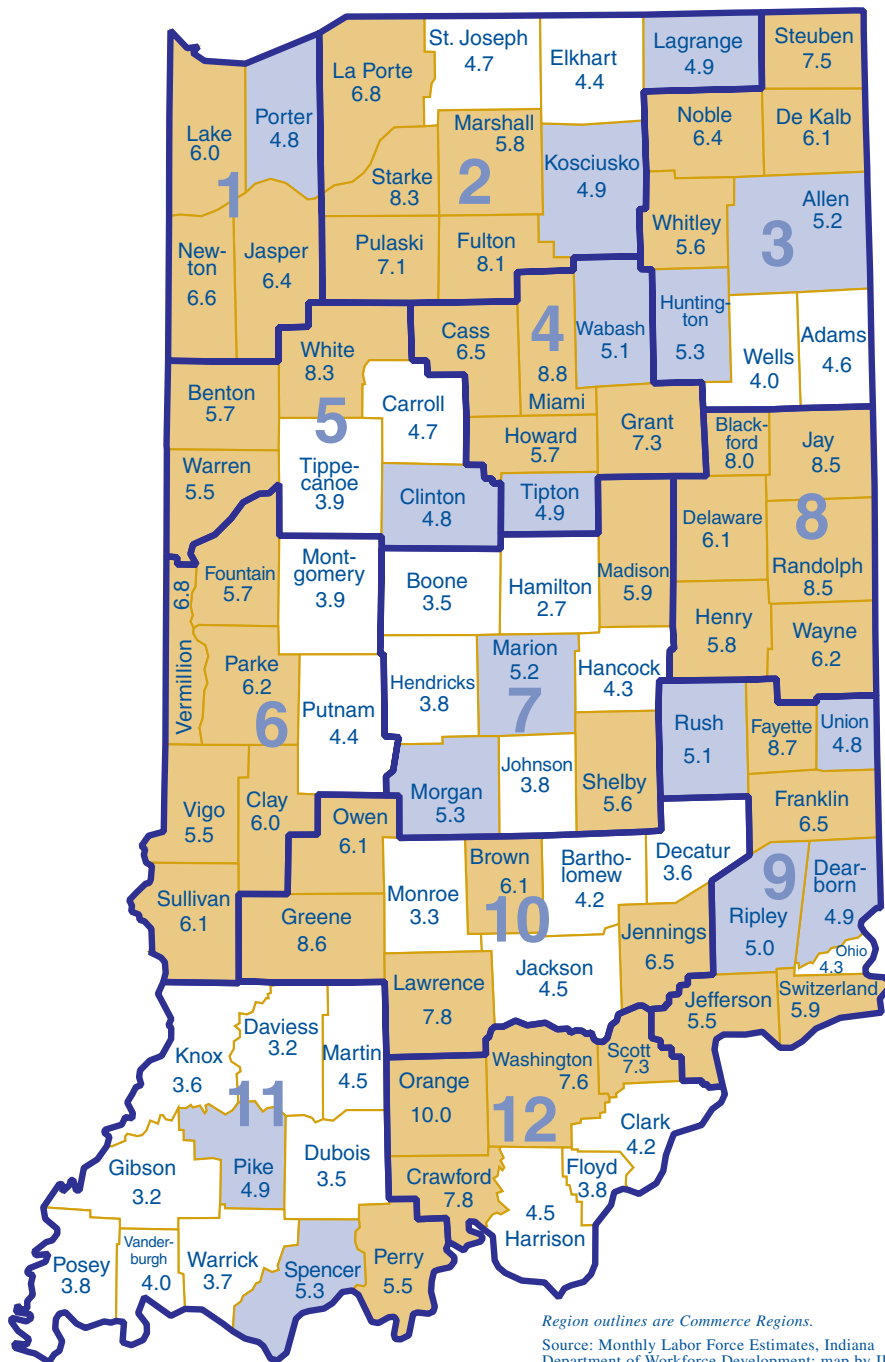 St. Joseph
4.7
Elkhart
4.4
Lagrange
4.9
Steuben
7.5
La Porte
6.8
Lake
6.0
Porter
4.8
1
Marshall
5.8
2
Starke
8.3
Kosciusko
4.9
Noble
6.4
De Kalb
6.1
Whitley
5.6
Allen
5.2
3
New-
ton
6.6
Jasper
6.4
Pulaski
7.1
Fulton
8.1
Hunting-
ton
5.3
Wells
4.0
Adams
4.6
White
8.3
5
Cass
6.5
4
8.8
Miami
Wabash
5.1
Benton
5.7
Carroll
4.7
Howard
5.7
Grant
7.3
Black-
ford
8.0
Jay
8.5
Warren
5.5
Tippe-
canoe
3.9
Clinton
4.8
Tipton
4.9
Delaware
6.1
8
Randolph
8.5
Fountain
5.7
Mont-
gomery
3.9
Boone
3.5
Hamilton
2.7
Madison
5.9
Henry
5.8
Wayne
6.2
Vermillion
6.8
Parke
6.2
6
Putnam
4.4
Hendricks
3.8
Marion
5.2
7
Hancock
4.3
Rush
5.1
Fayette
8.7
Union
4.8
Vigo
5.5
Clay
6.0
Morgan
5.3
Johnson
3.8
Shelby
5.6
Franklin
6.5
Owen
6.1
Sullivan
6.1
Greene
8.6
Monroe
3.3
Brown
6.1
10
Bartho-
lomew
4.2
Decatur
3.6
9
Ripley
5.0
Dear-
born
4.9
Ohio
4.3
Jennings
6.5
Jackson
4.5
Lawrence
7.8
Jefferson
5.5
Switzerland
5.9
Knox
3.6
Daviess
3.2
Martin
4.5
11
Orange
10.0
Washington
7.6
12
Scott
7.3
Clark
4.2
Gibson
3.2
Pike
4.9
Dubois
3.5
Crawford
7.8
Floyd
3.8
4.5
Harrison
Posey
3.8
Vander-
burgh
4.0
Warrick
3.7
Spencer
5.3
Perry
5.5
Region outlines are Commerce Regions.
Source: Monthly Labor Force Estimates, Indiana
Department of Workforce Development; map by